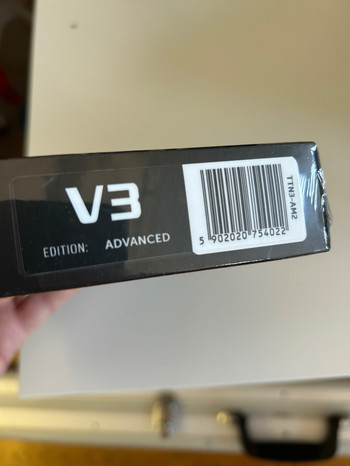 V3
EDITION: ADVANCED
5 902020 754022
TTN3-AM2